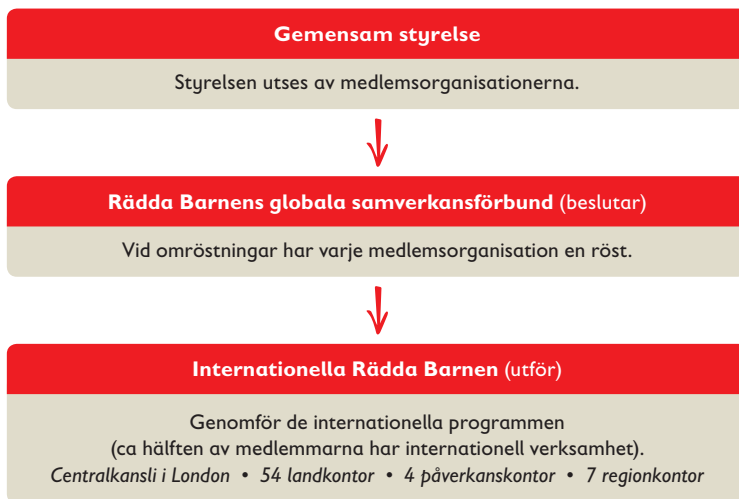 Gemensam styrelse
Styrelsen utses av medlemsorganisationerna.
Rädda Barnens globala samverkansförbund (beslutar)
Vid omröstningar har varje medlemsorganisation en röst.
Internationella Rädda Barnen (utför)
Genomför de internationella programmen
(ca hälften av medlemmarna har internationell verksamhet).
Centralkansli i London • 54 landkontor • 4 påverkanskontor • 7 regionkontor